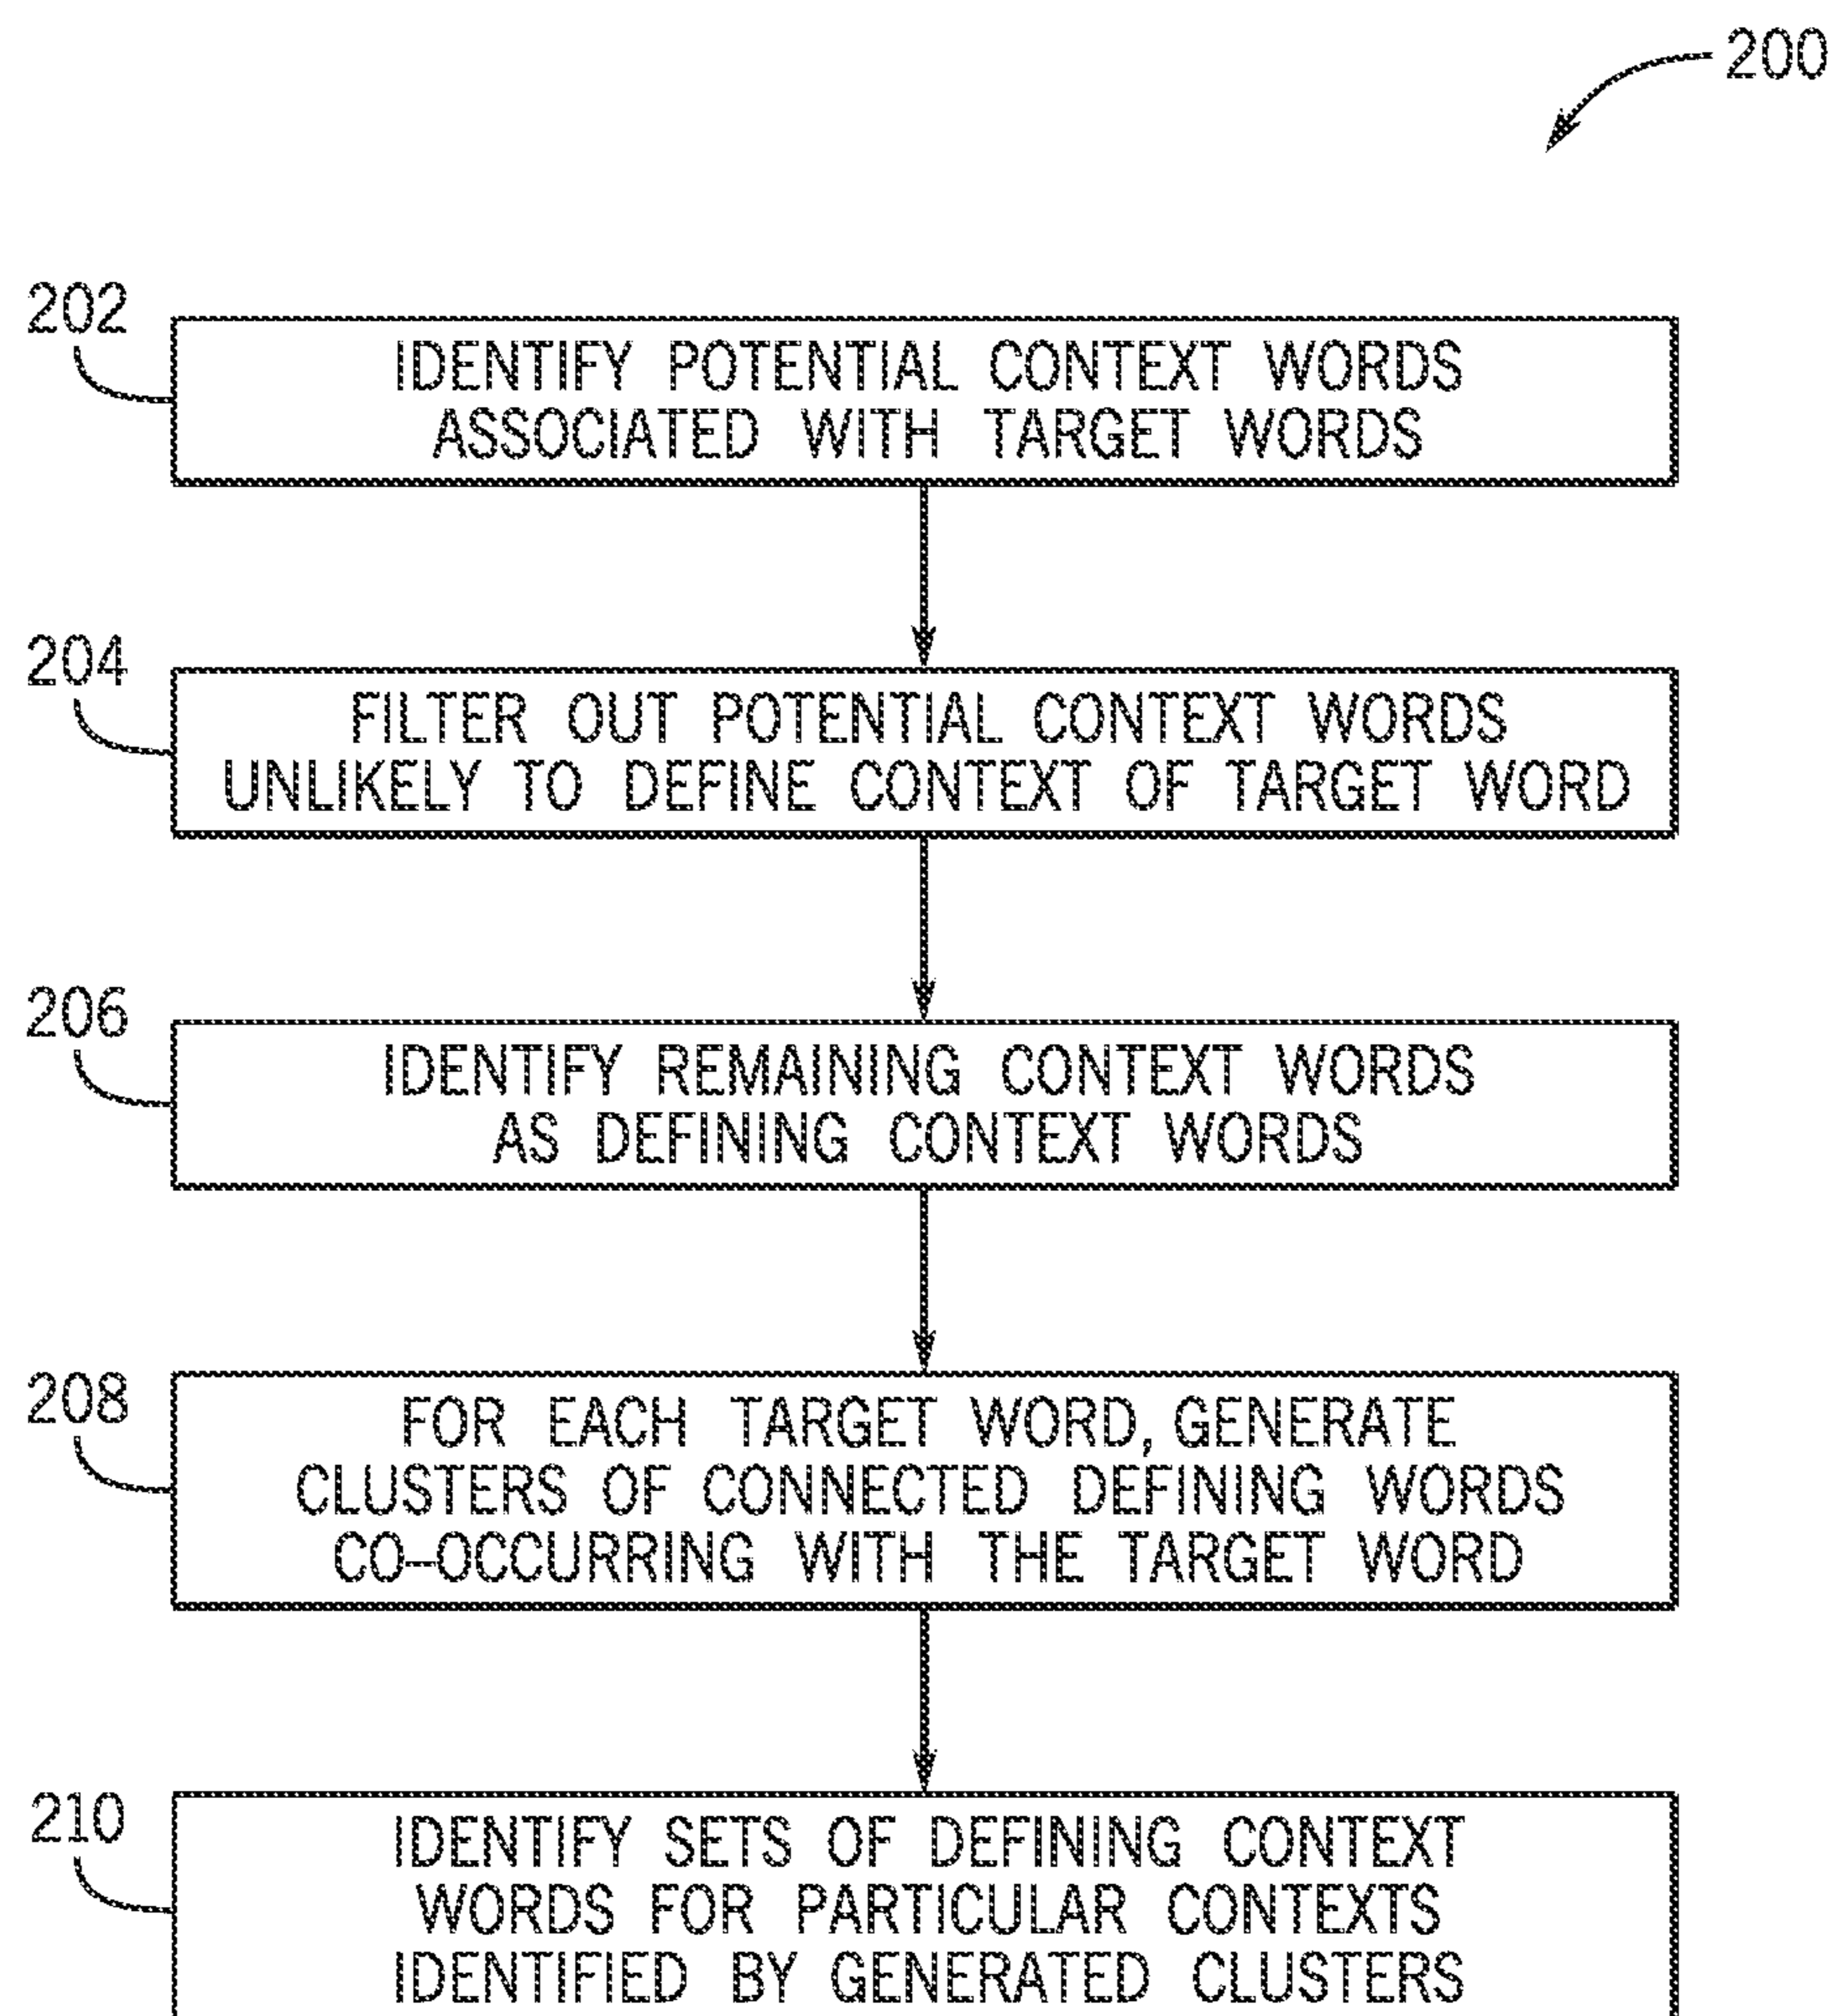 200
202
IDENTIFY POTENTIAL CONTEXT WORDS
ASSOCIATED WITH TARGET WORDS
204
FILTER OUT POTENTIAL CONTEXT WORDS
UNLIKELY TO DEFINE CONTEXT OF TARGET WORD
206
IDENTIFY REMAINING CONTEXT WORDS
AS DEFINING CONTEXT WORDS
208
FOR EACH TARGET WORD, GENERATE
CLUSTERS OF CONNECTED DEFINING WORDS
CO-OCCURRING WITH THE TARGET WORD
210
IDENTIFY SETS OF DEFINING CONTEXT
WORDS FOR PARTICULAR CONTEXTS
IDENTIFIED BY GENERATED CLUSTERS